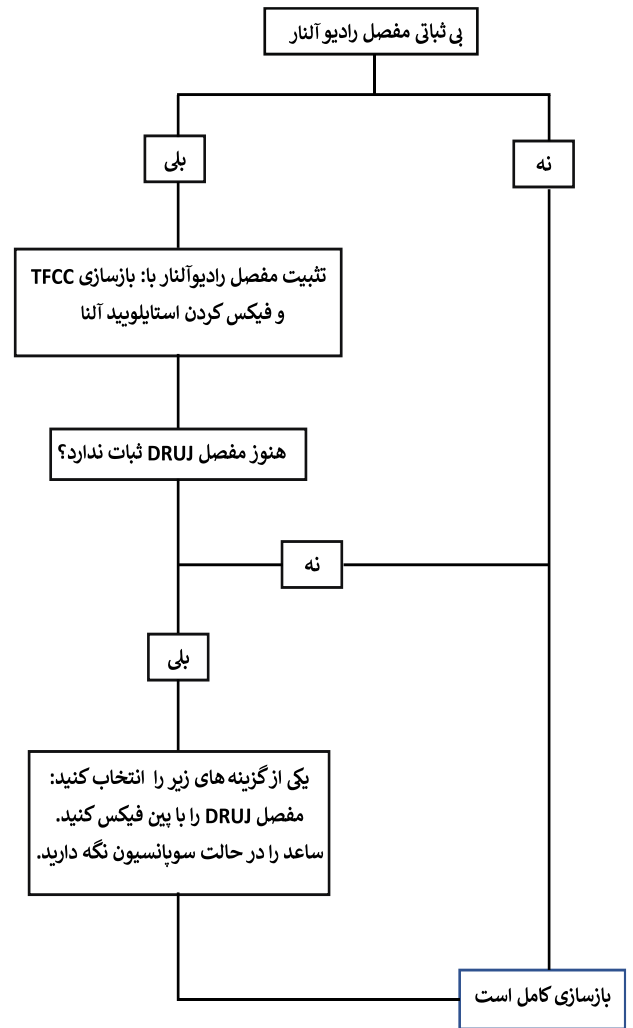 بی ثباتی مفصل رادیو آلنار
بلی
نه
تثبیت مفصل رادیوآلنار با: بازسازی TFCC
و فیکس کردن استایلویید آلنا
هنوز مفصل DRUJ ثبات ندارد؟
نه
بلی
یکی از گزینه های زیر را انتخاب کنید:
مفصل DRUJ را با پین فیکس کنید.
ساعد را در حالت سوپانسیون نگه دارید.
بازسازی کامل است